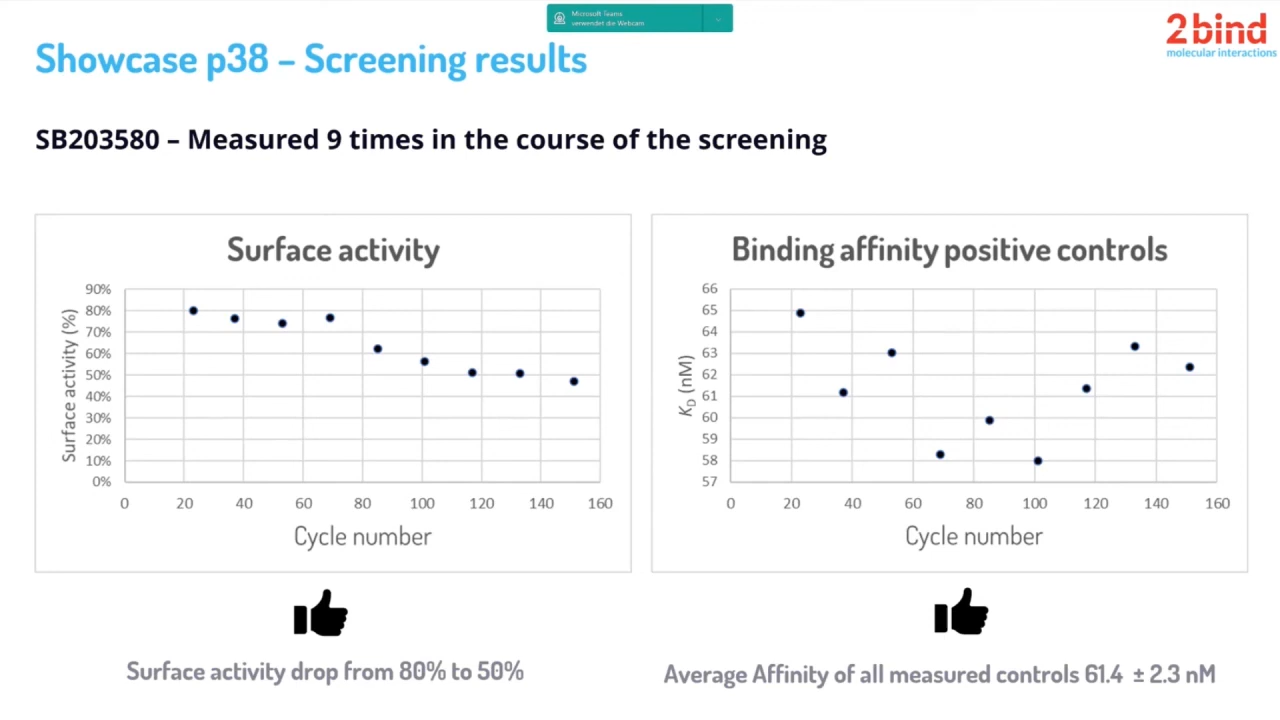 Microsoft Teams
verwendet die Webcam
2bind
molecular interactions
Showcase p38 – Screening results
SB203580 – Measured 9 times in the course of the screening
Surface activity
90%
80%
70%
60%
50%
40%
30%
20%
10%
0%
Surface activity (%)
0 20 40 60 80 100 120 140 160
Cycle number
Binding affinity positive controls
66
65
64
63
62
61
60
59
58
57
KD (nM)
0 20 40 60 80 100 120 140 160
Cycle number
Surface activity drop from 80% to 50%
Average Affinity of all measured controls 61.4 ± 2.3 nM